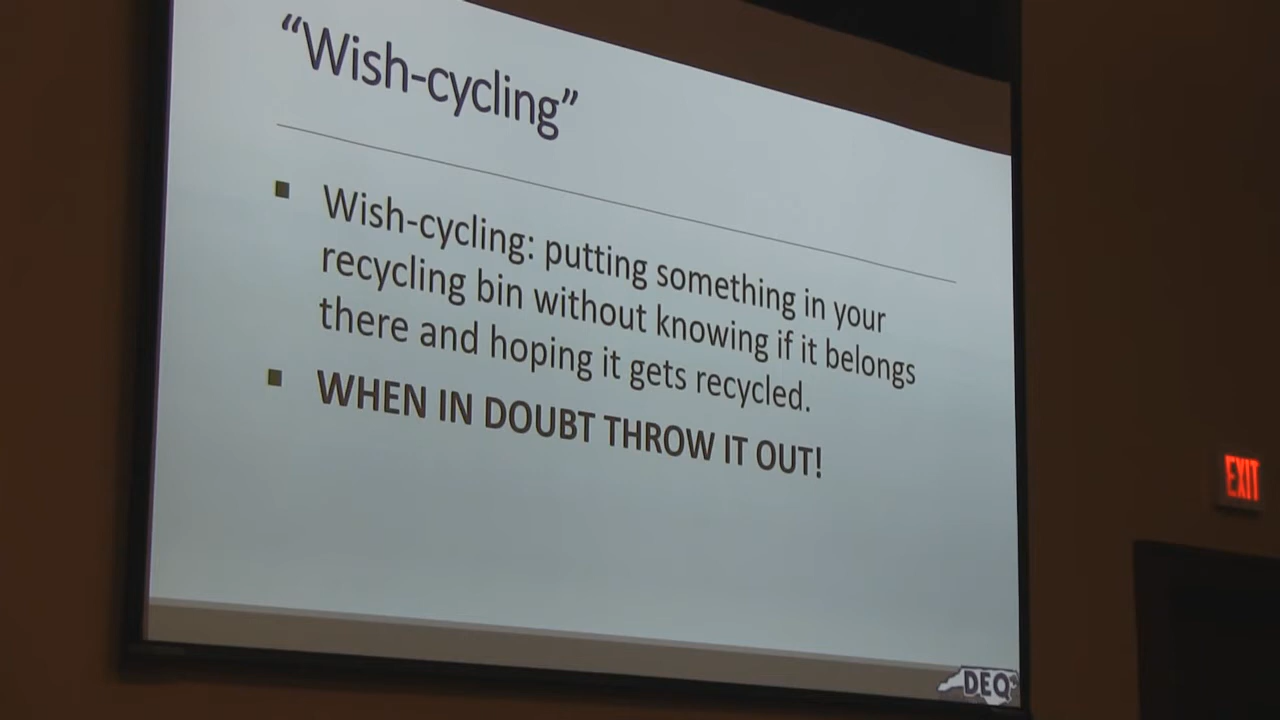 “Wish-cycling”
▪ Wish-cycling: putting something in your
recycling bin without knowing if it belongs
there and hoping it gets recycled.
▪ WHEN IN DOUBT THROW IT OUT!
EXIT
DEQ